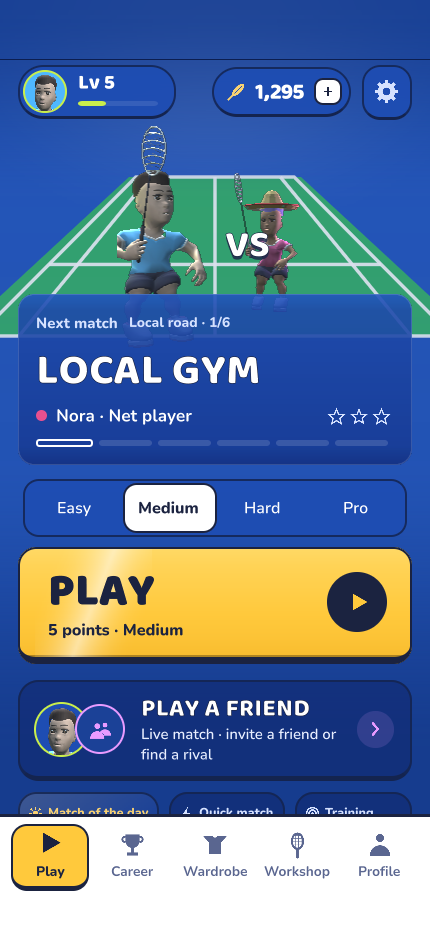 Lv 5
1,295
+
VS
Next match Local road · 1/6
LOCAL GYM
Nora · Net player
Easy
Medium
Hard
Pro
PLAY
5 points · Medium
PLAY A FRIEND
Live match · invite a friend or
find a rival
Match of the day
Quick match
Training
Play
Career
Wardrobe
Workshop
Profile